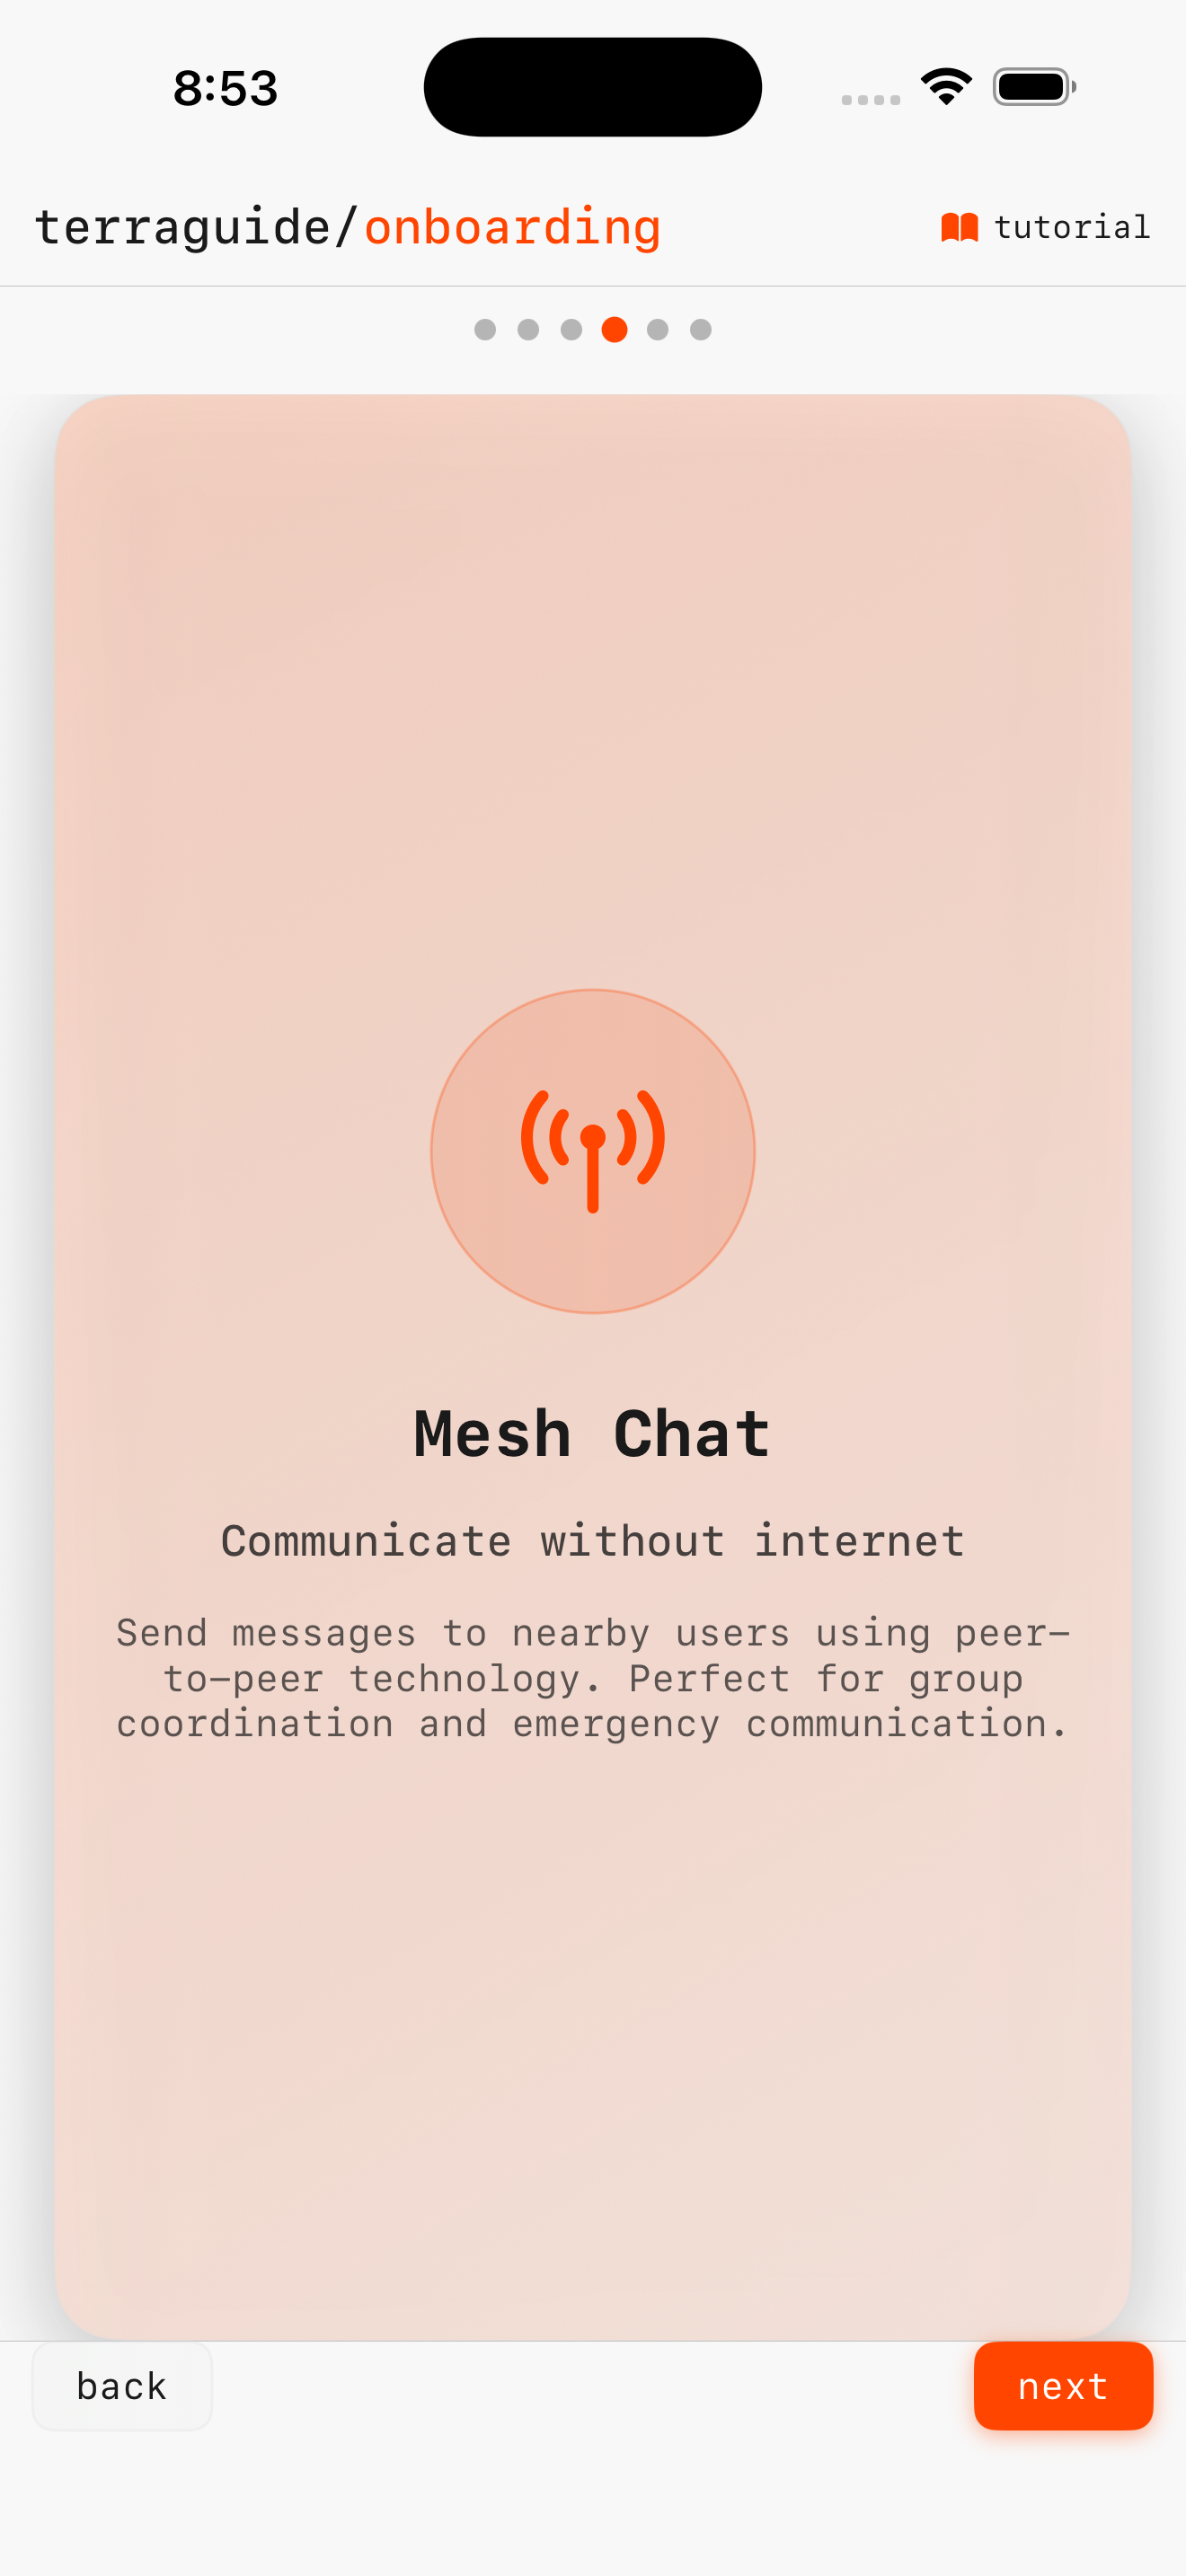 8:53
terraguide/onboarding
tutorial
Mesh Chat
Communicate without internet
Send messages to nearby users using peer-
to-peer technology. Perfect for group
coordination and emergency communication.
back
next